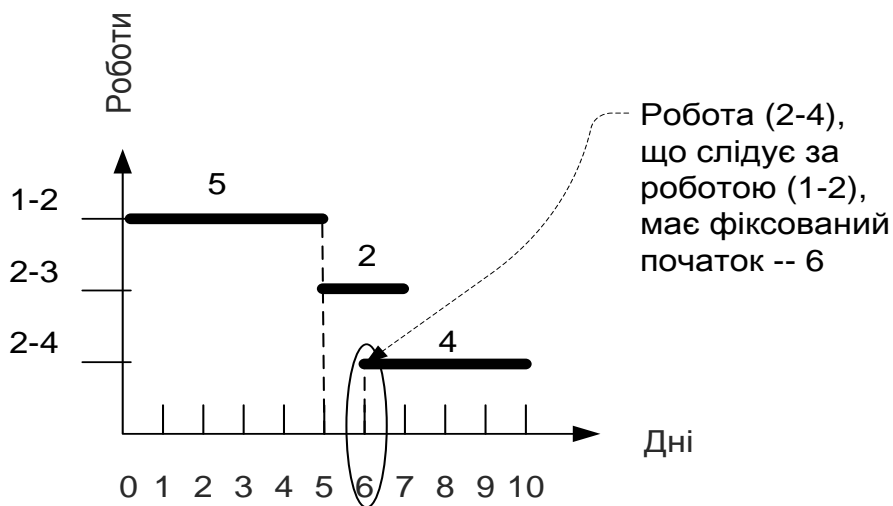 Роботи
1-2
5
2-3
2
2-4
4
Робота (2-4),
що слідує за
роботою (1-2),
має фіксований
початок -- 6
Дні
0 1 2 3 4 5 6 7 8 9 10